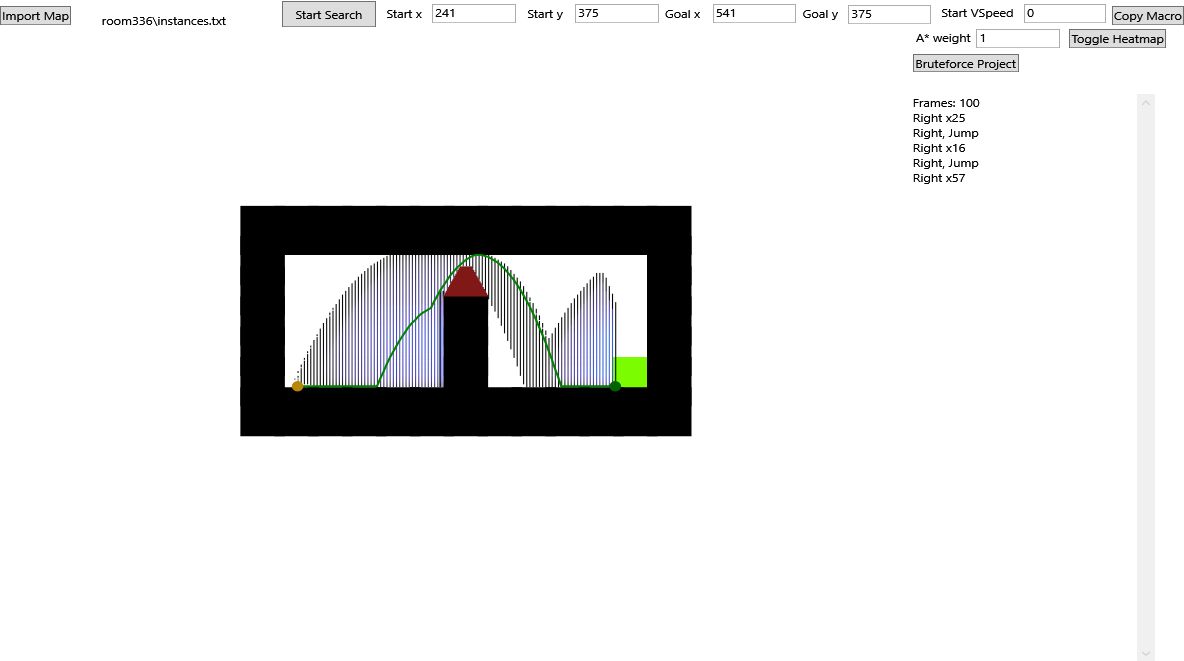 Import Map
room336\instances.txt
Start Search
Start x 241
Start y 375
Goal x 541
Goal y 375
Start VSpeed 0
Copy Macro
A* weight 1
Toggle Heatmap
Bruteforce Project
Frames: 100
Right x25
Right, Jump
Right x16
Right, Jump
Right x57